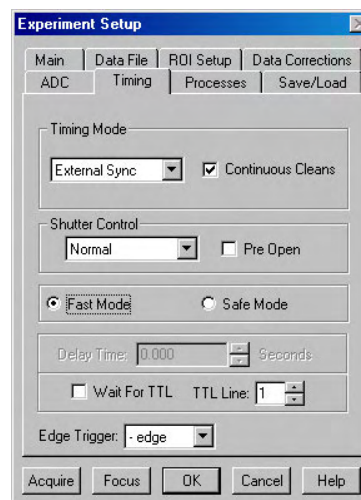 Experiment Setup
Main Data File ROI Setup Data Corrections
ADC Timing Processes Save/Load
Timing Mode
External Sync Continuous Cleans
Shutter Control
Normal Pre Open
Fast Mode Safe Mode
Delay Time: 0.000 Seconds
Wait For TTL TTL Line: 1
Edge Trigger: - edge
Acquire Focus OK Cancel Help